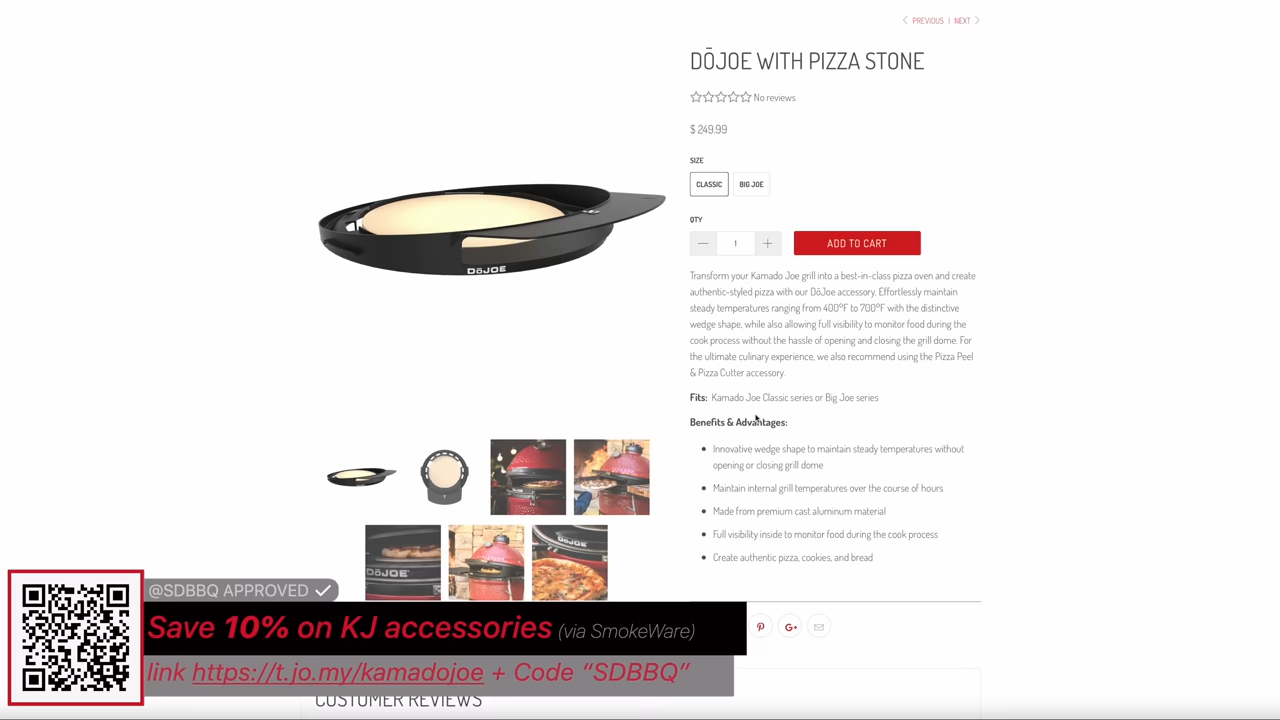 PREVIOUS | NEXT
DŌJOE WITH PIZZA STONE
No reviews
$ 249.99
SIZE
CLASSIC
BIG JOE
QTY
1
ADD TO CART
Transform your Kamado Joe grill into a best-in-class pizza oven and create
authentic-styled pizza with our DōJoe accessory. Effortlessly maintain
steady temperatures ranging from 400°F to 700°F with the distinctive
wedge shape, while also allowing full visibility to monitor food during the
cook process without the hassle of opening and closing the grill dome. For
the ultimate culinary experience, we also recommend using the Pizza Peel
& Pizza Cutter accessory.
Fits: Kamado Joe Classic series or Big Joe series
Benefits & Advantages:
Innovative wedge shape to maintain steady temperatures without
opening or closing grill dome
Maintain internal grill temperatures over the course of hours
Made from premium cast aluminum material
Full visibility inside to monitor food during the cook process
Create authentic pizza, cookies, and bread
DōJOE
DōJOE
DōJOE
@SDBBQ APPROVED
Save 10% on KJ accessories (via SmokeWare)
link https://t.jo.my/kamadojoe + Code “SDBBQ”
CUSTOMER REVIEWS